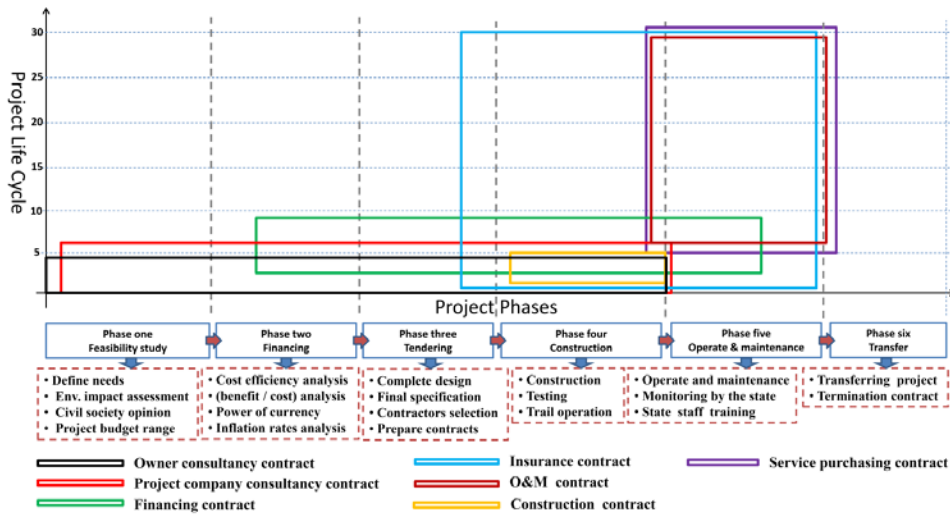 Project Life Cycle
30
25
20
15
10
5
Project Phases
Phase one
Feasibility study
Phase two
Financing
Phase three
Tendering
Phase four
Construction
Phase five
Operate & maintenance
Phase six
Transfer
• Define needs
• Env. impact assessment
• Civil society opinion
• Project budget range
• Cost efficiency analysis
• (benefit / cost) analysis
• Power of currency
• Inflation rates analysis
• Complete design
• Final specification
• Contractors selection
• Prepare contracts
• Construction
• Testing
• Trail operation
• Operate and maintenance
• Monitoring by the state
• State staff training
• Transferring project
• Termination contract
Owner consultancy contract
Project company consultancy contract
Financing contract
Insurance contract
O&M contract
Construction contract
Service purchasing contract